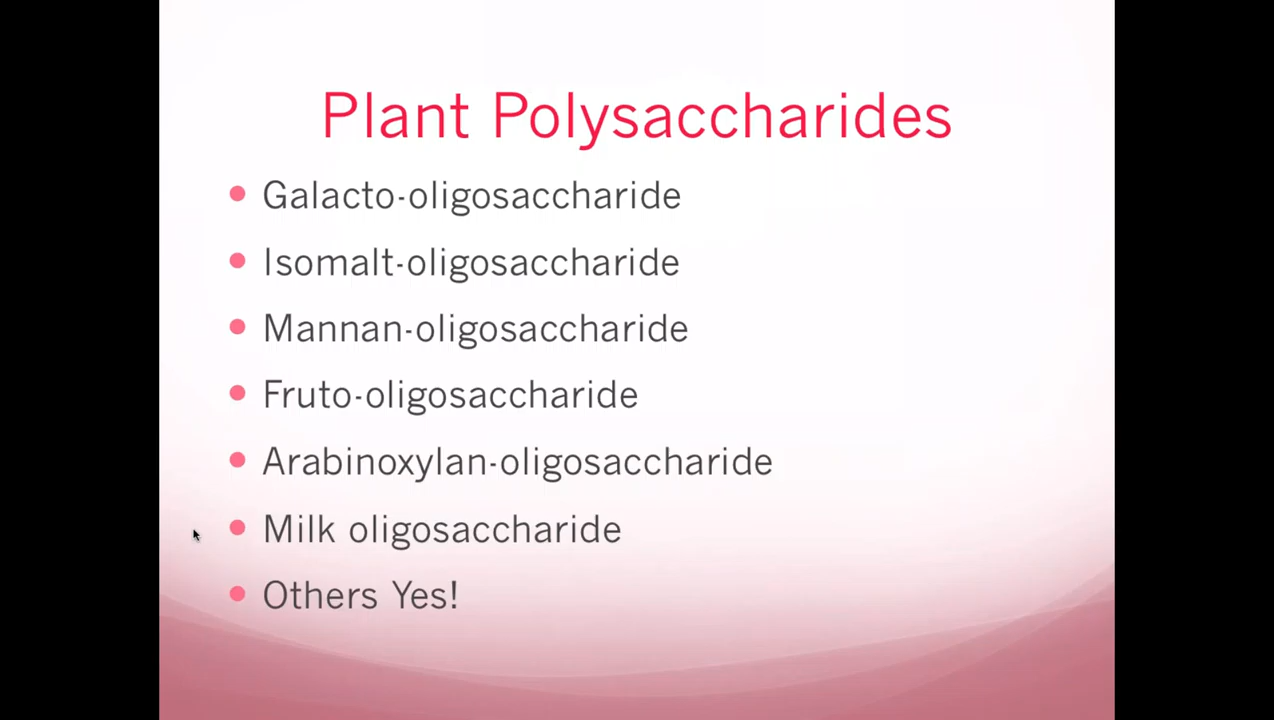 Plant Polysaccharides
Galacto-oligosaccharide
Isomalt-oligosaccharide
Mannan-oligosaccharide
Fruto-oligosaccharide
Arabinoxylan-oligosaccharide
Milk oligosaccharide
Others Yes!